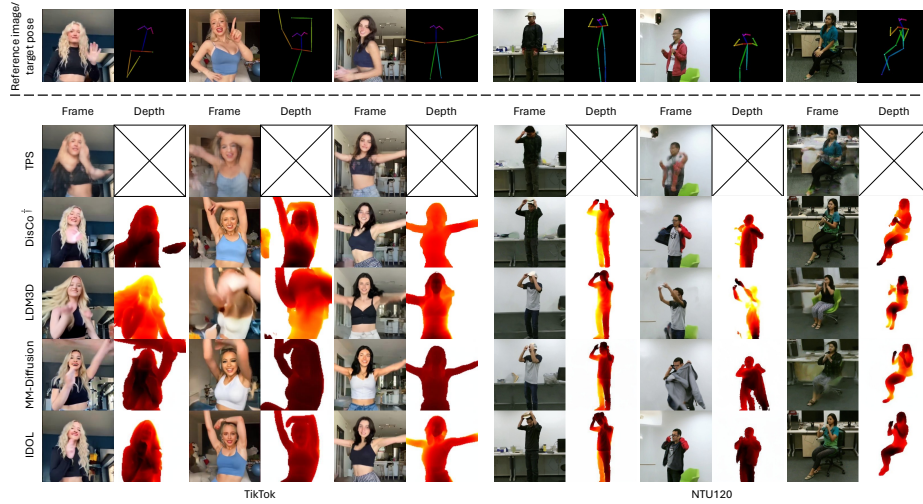 Reference image/
target pose
Frame Depth Frame Depth Frame Depth Frame Depth Frame Depth Frame Depth
TPS
DisCo †
LDM3D
MM-Diffusion
IDOL
TikTok NTU120